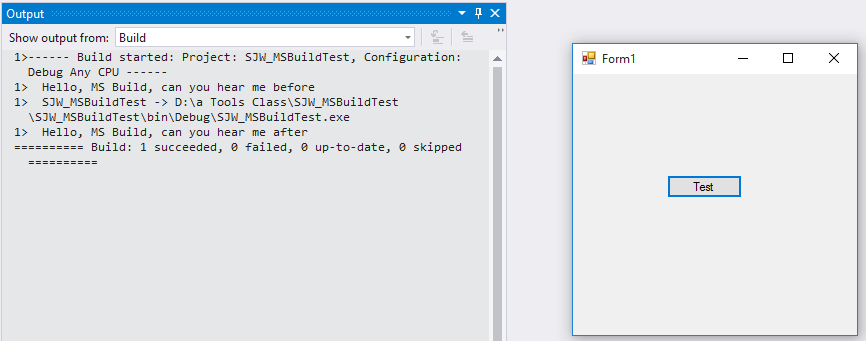 Output
Show output from: Build
1>------ Build started: Project: SJW_MSBuildTest, Configuration:
Debug Any CPU ------
1>  Hello, MS Build, can you hear me before
1>  SJW_MSBuildTest -> D:\a Tools Class\SJW_MSBuildTest
\SJW_MSBuildTest\bin\Debug\SJW_MSBuildTest.exe
1>  Hello, MS Build, can you hear me after
========== Build: 1 succeeded, 0 failed, 0 up-to-date, 0 skipped
==========
Form1
Test